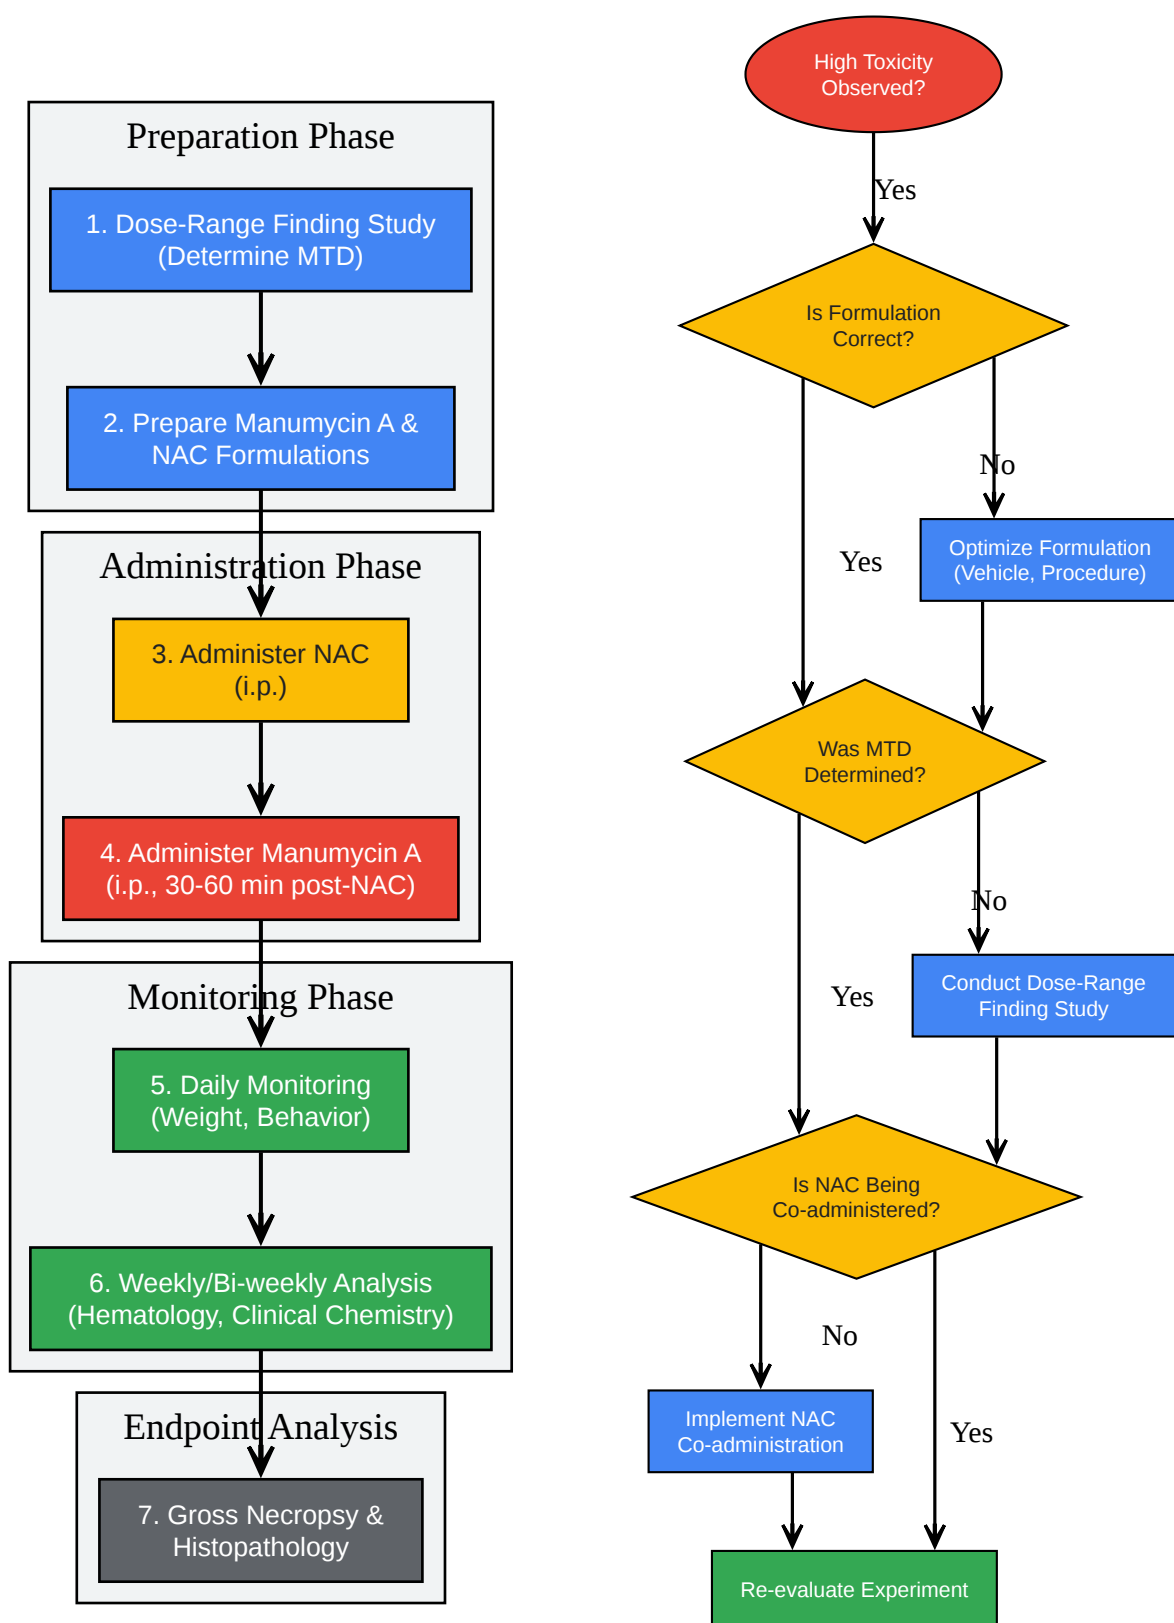 Preparation Phase
1. Dose-Range Finding Study
(Determine MTD)
2. Prepare Manumycin A &
NAC Formulations
Administration Phase
3. Administer NAC
(i.p.)
4. Administer Manumycin A
(i.p., 30-60 min post-NAC)
Monitoring Phase
5. Daily Monitoring
(Weight, Behavior)
6. Weekly/Bi-weekly Analysis
(Hematology, Clinical Chemistry)
Endpoint Analysis
7. Gross Necropsy &
Histopathology
High Toxicity
Observed?
Yes
Is Formulation
Correct?
No
Yes
Optimize Formulation
(Vehicle, Procedure)
Was MTD
Determined?
No
Yes
Conduct Dose-Range
Finding Study
Is NAC Being
Co-administered?
No
Implement NAC
Co-administration
Yes
Re-evaluate Experiment